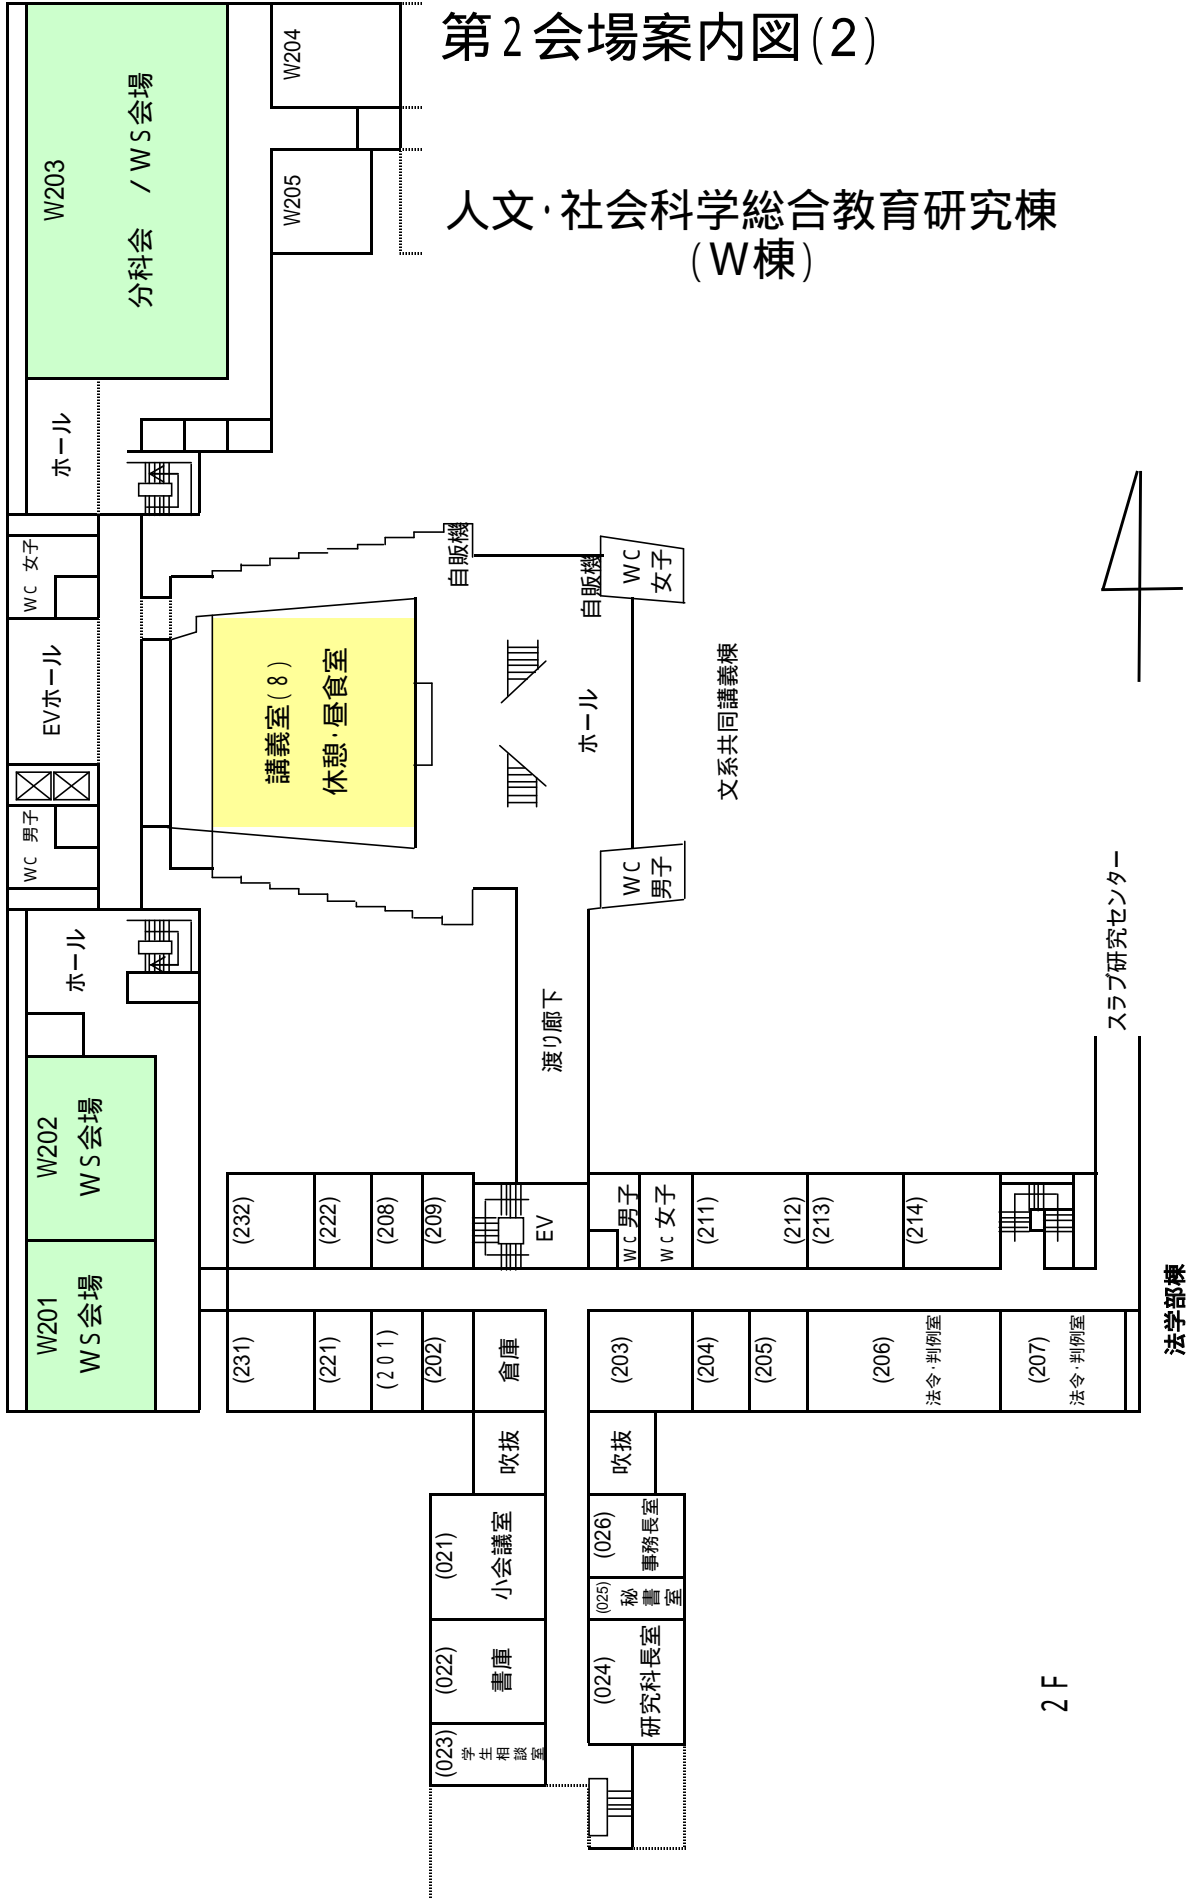 第2会場案内図(2)
人文・社会科学総合教育研究棟
(W棟)
W204
W203
分科会 /WS会場
W205
ホール
WC 女子
自販機
自販機
WC
女子
EVホール
講義室(8)
休憩・昼食室
ホール
文系共同講義棟
WC 男子
WC
男子
ホール
渡り廊下
スラブ研究センター
W202
WS会場
(232)
(222)
(208)
(209)
EV
WC 男子
WC 女子
(211)
(212)
(213)
(214)
W201
WS会場
(231)
(221)
(201)
(202)
倉庫
(203)
(204)
(205)
(206)
法令・判例室
(207)
法令・判例室
法学部棟
吹抜
吹抜
(021)
小会議室
(026)
事務長室
(025)
秘書室
(022)
書庫
(024)
研究科長室
(023)
学生相談室
2F